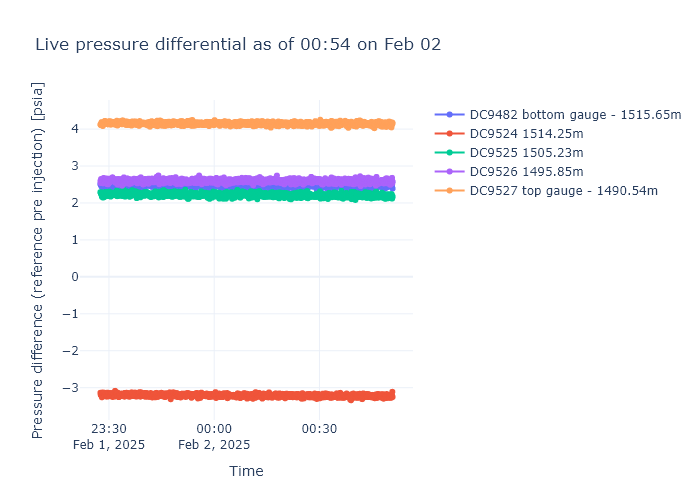 Live pressure differential as of 00:54 on Feb 02
Pressure difference (reference pre injection) [psia]
4
3
2
1
0
−1
−2
−3
23:30
Feb 1, 2025
00:00
Feb 2, 2025
00:30
Time
DC9482 bottom gauge - 1515.65m
DC9524 1514.25m
DC9525 1505.23m
DC9526 1495.85m
DC9527 top gauge - 1490.54m